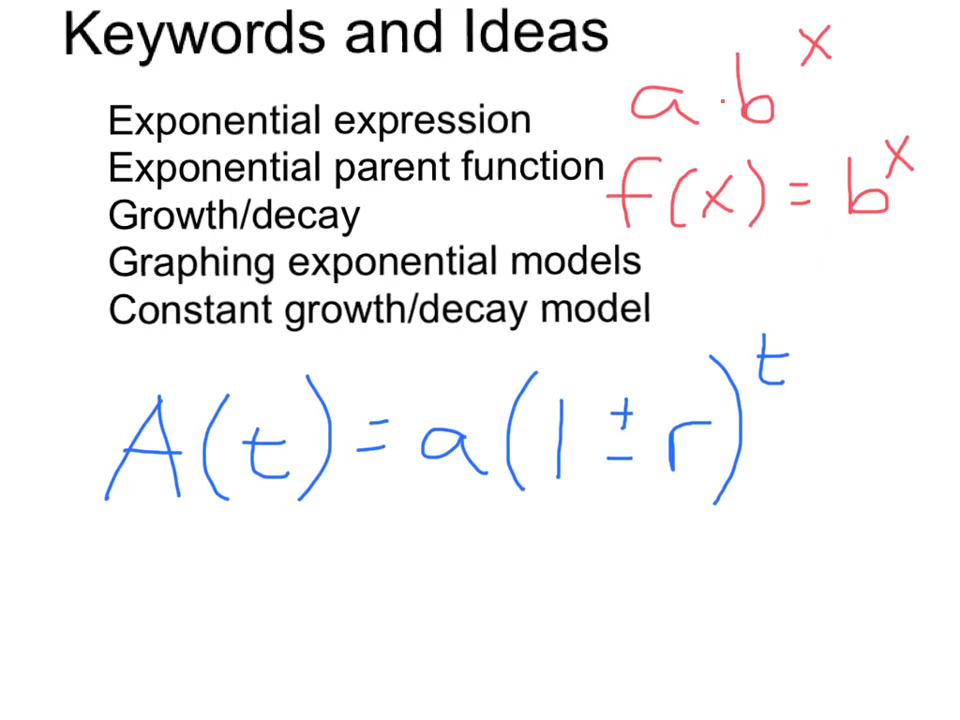 Keywords and Ideas
Exponential expression a · b^x
Exponential parent function f(x) = b^x
Growth/decay
Graphing exponential models
Constant growth/decay model
A(t) = a(1 ± r)^t